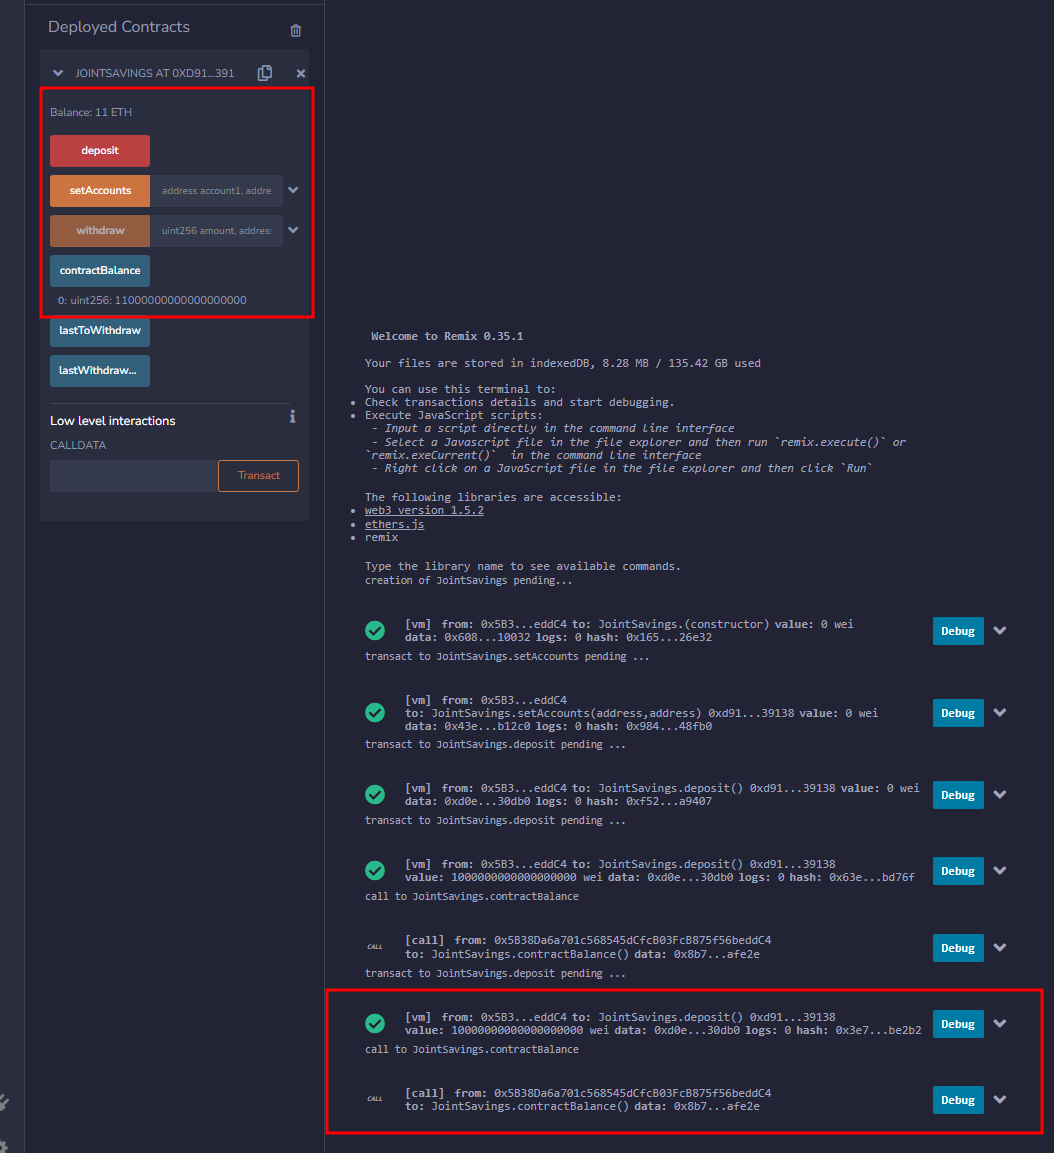 Deployed Contracts
JOINTSAVINGS AT 0XD91...391
Balance: 11 ETH
deposit
setAccounts address account1, addre
withdraw uint256 amount, address
contractBalance
0: uint256: 11000000000000000000
lastToWithdraw
lastWithdraw...
Low level interactions
CALLDATA
Transact
Welcome to Remix 0.35.1
Your files are stored in indexedDB, 8.28 MB / 135.42 GB used
You can use this terminal to:
• Check transactions details and start debugging.
• Execute JavaScript scripts:
- Input a script directly in the command line interface
- Select a Javascript file in the file explorer and then run `remix.execute()` or
`remix.exeCurrent()` in the command line interface
- Right click on a JavaScript file in the file explorer and then click `Run`
The following libraries are accessible:
• web3 version 1.5.2
• ethers.js
• remix
Type the library name to see available commands.
creation of JointSavings pending...
[vm] from: 0x5B3...eddC4 to: JointSavings.(constructor) value: 0 wei
data: 0x608...10032 logs: 0 hash: 0x165...26e32
Debug
transact to JointSavings.setAccounts pending ...
[vm] from: 0x5B3...eddC4
to: JointSavings.setAccounts(address,address) 0xd91...39138 value: 0 wei
data: 0x43e...b12c0 logs: 0 hash: 0x984...48fb0
Debug
transact to JointSavings.deposit pending ...
[vm] from: 0x5B3...eddC4 to: JointSavings.deposit() 0xd91...39138 value: 0 wei
data: 0xd0e...30db0 logs: 0 hash: 0xf52...a9407
Debug
transact to JointSavings.deposit pending ...
[vm] from: 0x5B3...eddC4 to: JointSavings.deposit() 0xd91...39138
value: 1000000000000000000 wei data: 0xd0e...30db0 logs: 0 hash: 0x63e...bd76f
Debug
call to JointSavings.contractBalance
CALL
[call] from: 0x5B38Da6a701c568545dCfcB03FcB875f56beddC4
to: JointSavings.contractBalance() data: 0x8b7...afe2e
Debug
transact to JointSavings.deposit pending ...
[vm] from: 0x5B3...eddC4 to: JointSavings.deposit() 0xd91...39138
value: 10000000000000000000 wei data: 0xd0e...30db0 logs: 0 hash: 0x3e7...be2b2
Debug
call to JointSavings.contractBalance
CALL
[call] from: 0x5B38Da6a701c568545dCfcB03FcB875f56beddC4
to: JointSavings.contractBalance() data: 0x8b7...afe2e
Debug